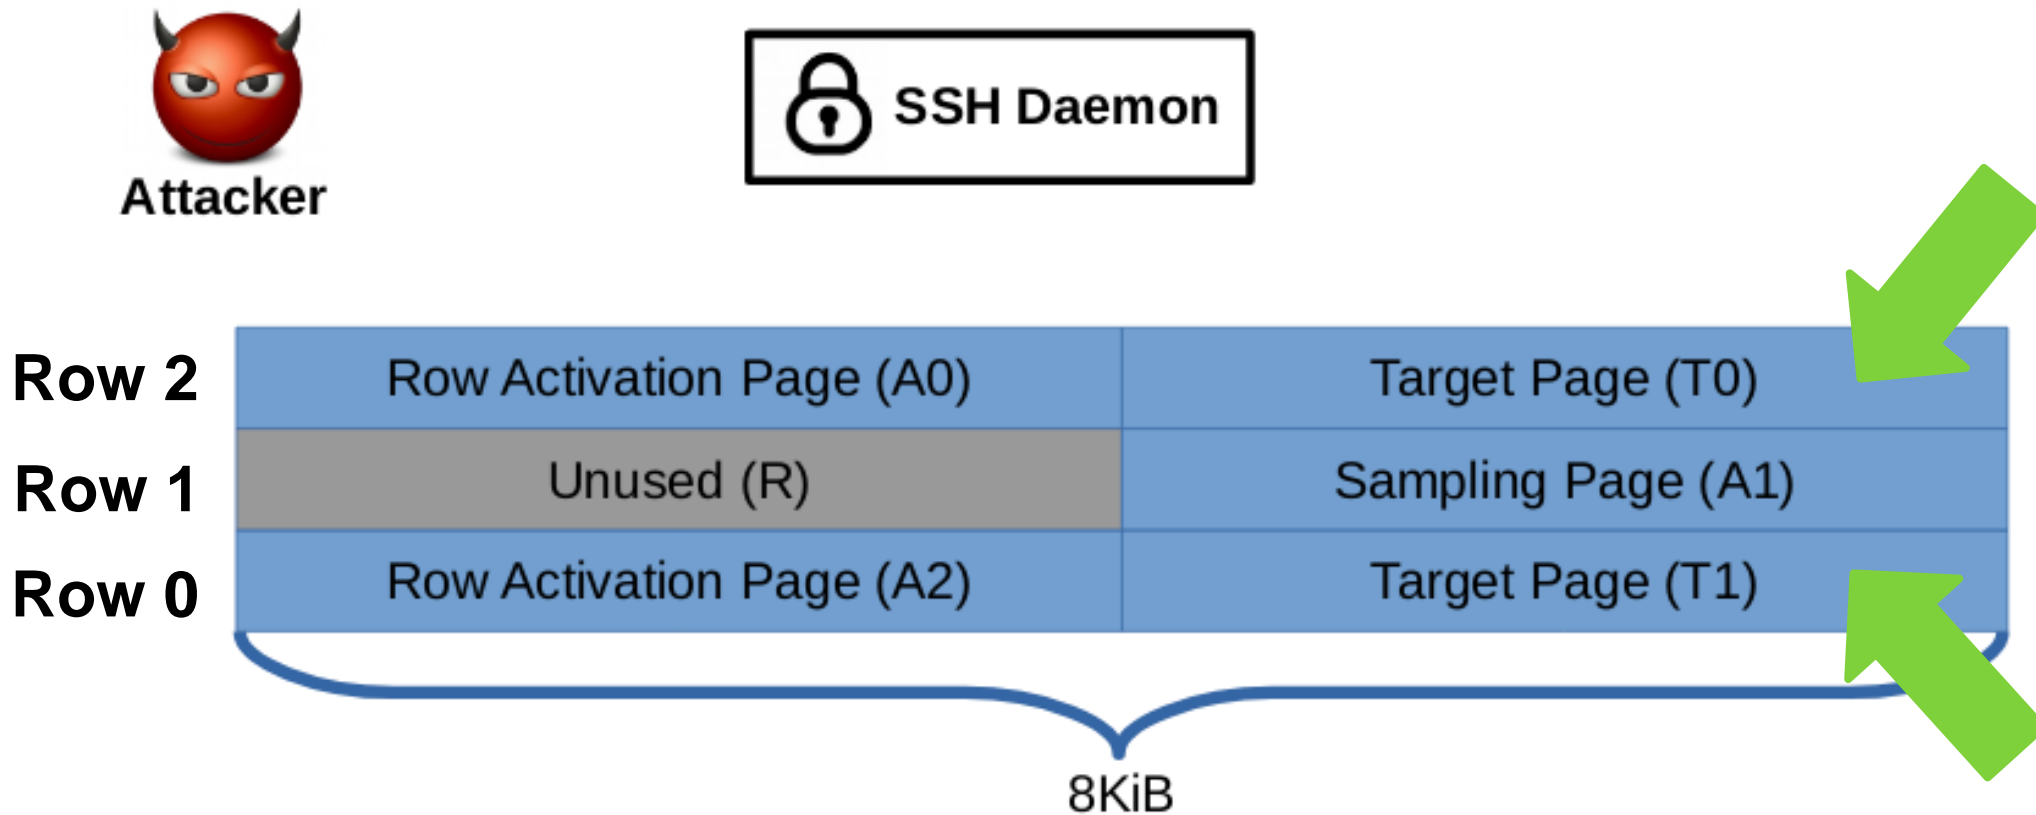 Attacker
SSH Daemon
Row 2
Row Activation Page (A0)
Target Page (T0)
Row 1
Unused (R)
Sampling Page (A1)
Row 0
Row Activation Page (A2)
Target Page (T1)
8KiB